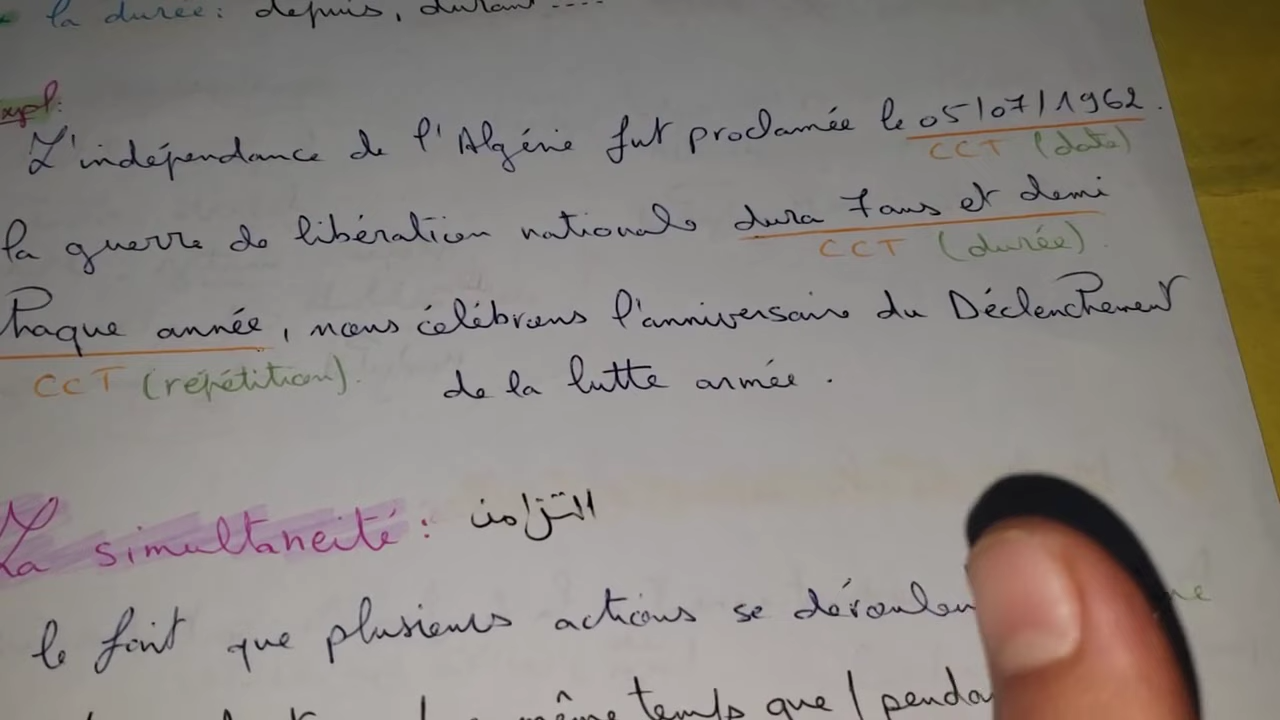 la durée : depuis, durant ....
expl:
L'indépendance de l'Algérie fut proclamée le 05/07/1962.
CCT (date)
la guerre de libération nationale dura 7 ans et demi
CCT (durée).
Chaque année, nous célébrons l'anniversaire du Déclenchement
CCT (répétition). de la lutte armée.
La simultanéité : التزامن
le fait que plusieurs actions se déroulen
même temps que / penda